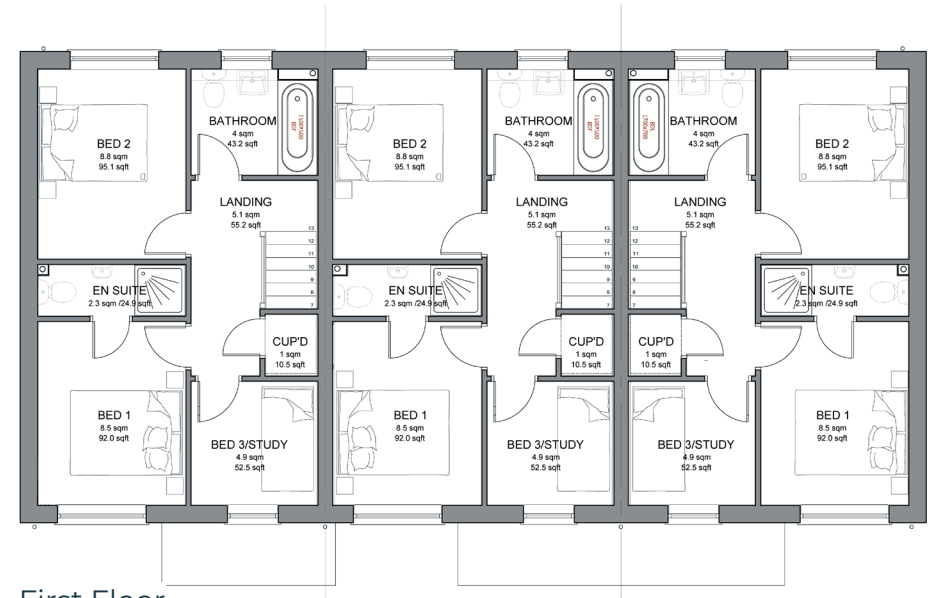 BED 2
8.8 sqm
95.1 sqft
BATHROOM
4 sqm
43.2 sqft
LANDING
5.1 sqm
55.2 sqft
13
12
11
10
9
8
7
EN SUITE
2.3 sqm /24.9 sqft
CUP'D
1 sqm
10.5 sqft
BED 1
8.5 sqm
92.0 sqft
BED 3/STUDY
4.9 sqm
52.5 sqft
BED 2
8.8 sqm
95.1 sqft
BATHROOM
4 sqm
43.2 sqft
LANDING
5.1 sqm
55.2 sqft
13
12
11
10
9
8
7
EN SUITE
2.3 sqm /24.9 sqft
CUP'D
1 sqm
10.5 sqft
BED 1
8.5 sqm
92.0 sqft
BED 3/STUDY
4.9 sqm
52.5 sqft
BATHROOM
4 sqm
43.2 sqft
BED 2
8.8 sqm
95.1 sqft
LANDING
5.1 sqm
55.2 sqft
13
12
11
10
9
8
7
EN SUITE
2.3 sqm /24.9 sqft
CUP'D
1 sqm
10.5 sqft
BED 3/STUDY
4.9 sqm
52.5 sqft
BED 1
8.5 sqm
92.0 sqft
First Floor